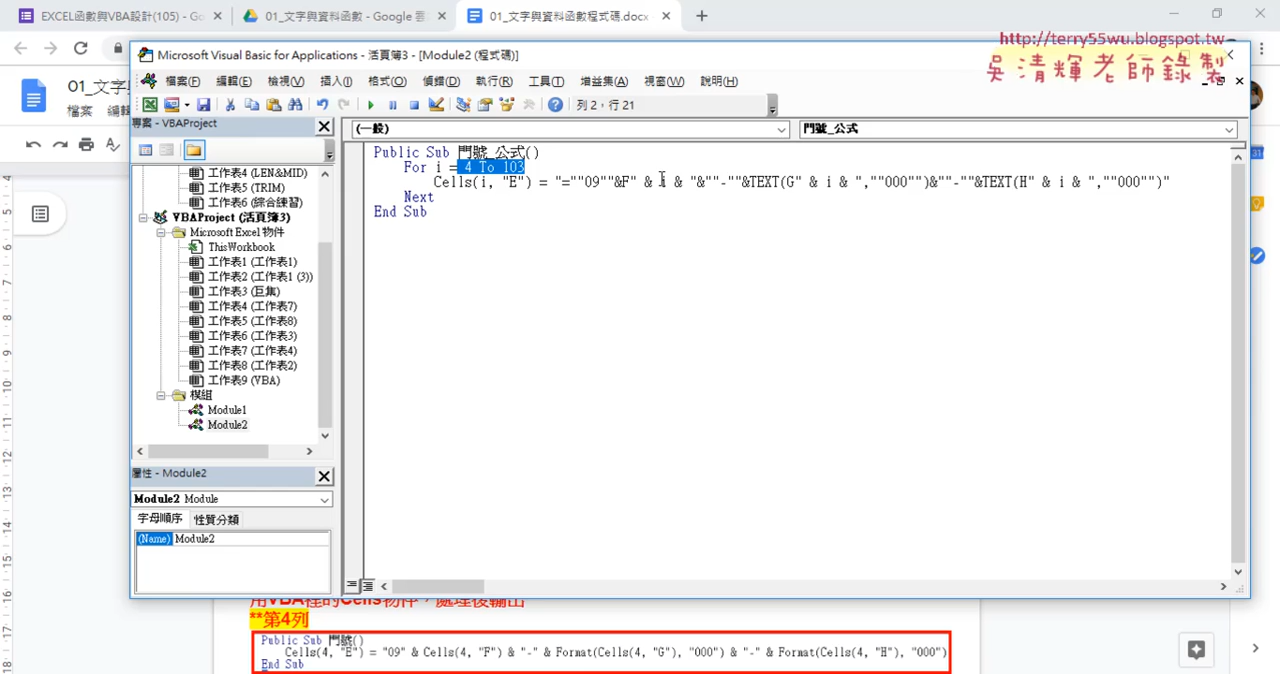 EXCEL函數與VBA設計(105) - Go
01_文字與資料函數 - Google 雲
01_文字與資料函數程式碼.docx
http://terry55wu.blogspot.tw
吳清輝老師錄製
Microsoft Visual Basic for Applications - 活頁簿3 - [Module2 (程式碼)]
檔案(F) 編輯(E) 檢視(V) 插入(I) 格式(O) 偵錯(D) 執行(R) 工具(T) 增益集(A) 視窗(W) 說明(H)
列 2，行 21
專案 - VBAProject
(一般)
門號_公式
工作表4 (LEN&MID)
工作表5 (TRIM)
工作表6 (綜合練習)
VBAProject (活頁簿3)
Microsoft Excel 物件
ThisWorkbook
工作表1 (工作表1)
工作表2 (工作表1 (3))
工作表3 (巨集)
工作表4 (工作表7)
工作表5 (工作表8)
工作表6 (工作表3)
工作表7 (工作表4)
工作表8 (工作表2)
工作表9 (VBA)
模組
Module1
Module2
Public Sub 門號_公式()
For i = 4 To 103
Cells(i, "E") = "=""09""&F" & i & "&""-""&TEXT(G" & i & ",""000"")&""-""&TEXT(H" & i & ",""000"")"
Next
End Sub
屬性 - Module2
Module2 Module
字母順序 性質分類
(Name) Module2
01_文字
檔案 編輯
用VBA裡的Cells物件，處理後輸出
**第4列
Public Sub 門號()
Cells(4, "E") = "09" & Cells(4, "F") & "-" & Format(Cells(4, "G"), "000") & "-" & Format(Cells(4, "H"), "000")
End Sub